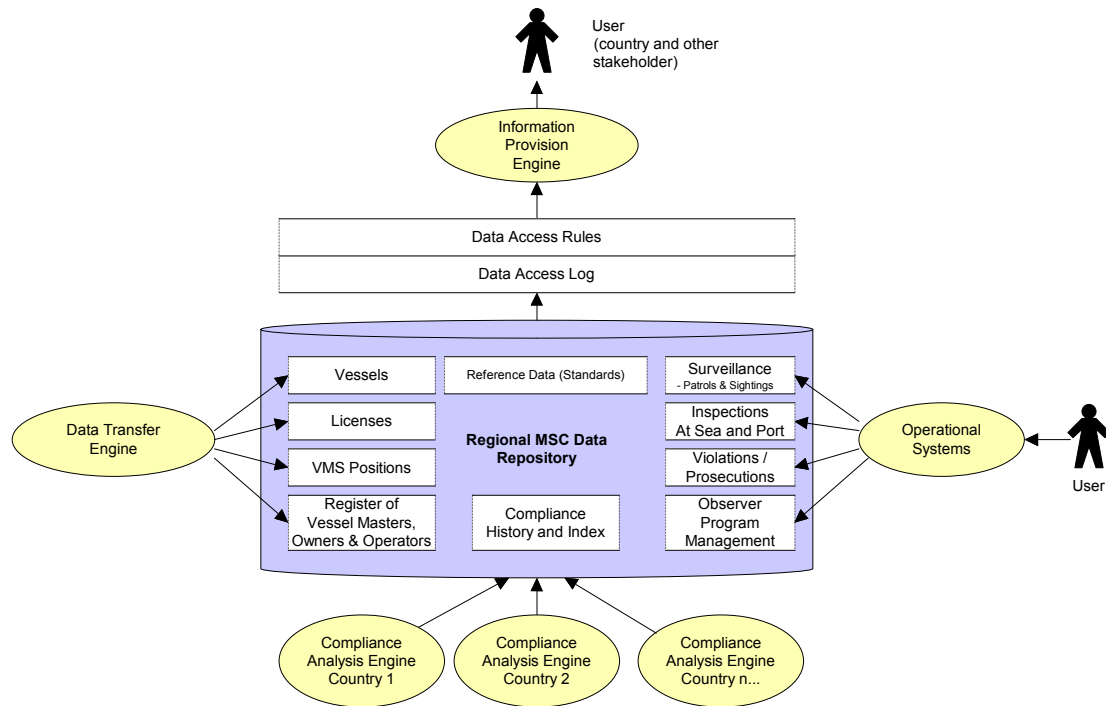 User
(country and other
stakeholder)
Information
Provision
Engine
Data Access Rules
Data Access Log
Vessels
Reference Data (Standards)
Surveillance
- Patrols & Sightings
Licenses
Inspections
At Sea and Port
Data Transfer
Engine
Regional MSC Data
Repository
Operational
Systems
VMS Positions
Violations /
Prosecutions
User
Register of
Vessel Masters,
Owners & Operators
Compliance
History and Index
Observer
Program
Management
Compliance
Analysis Engine
Country 1
Compliance
Analysis Engine
Country 2
Compliance
Analysis Engine
Country n...